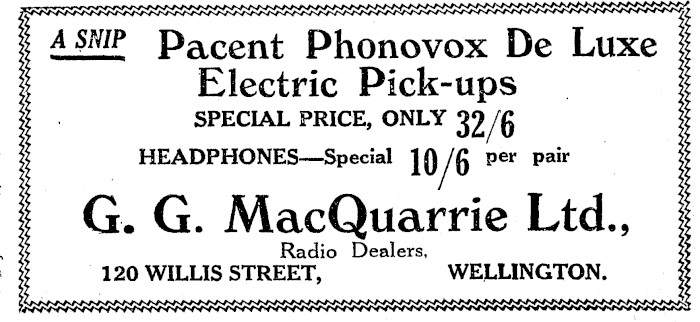 A SNIP Pacent Phonovox De Luxe
Electric Pick-ups
SPECIAL PRICE, ONLY 32/6
HEADPHONES—Special 10/6 per pair
G. G. MacQuarrie Ltd.,
Radio Dealers,
120 WILLIS STREET, WELLINGTON.